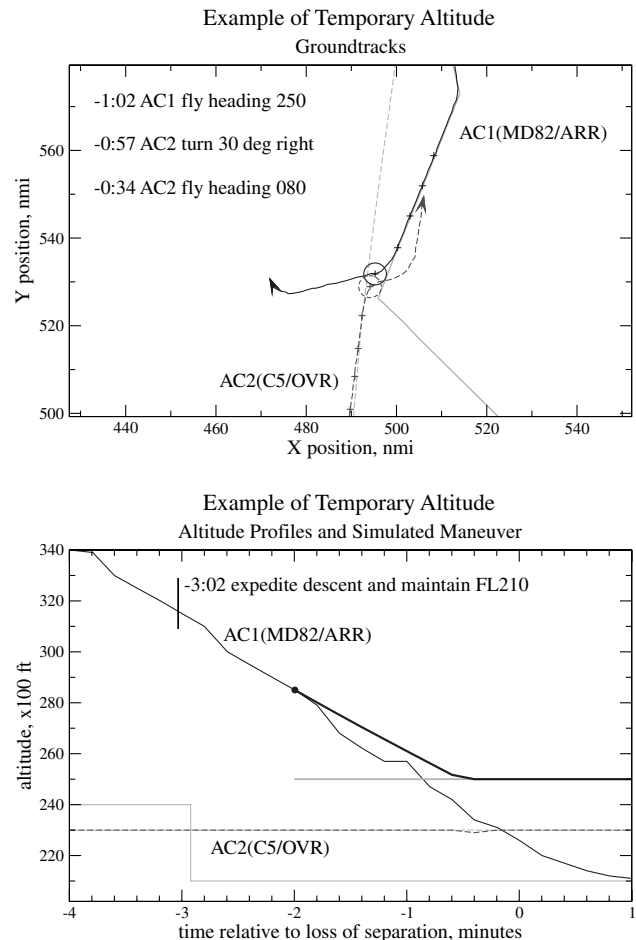 Example of Temporary Altitude
Groundtracks
-1:02 AC1 fly heading 250
-0:57 AC2 turn 30 deg right
-0:34 AC2 fly heading 080
AC1(MD82/ARR)
AC2(C5/OVR)
Y position, nmi
560
540
520
500
440
460
480
500
520
540
X position, nmi
Example of Temporary Altitude
Altitude Profiles and Simulated Maneuver
-3:02 expedite descent and maintain FL210
AC1(MD82/ARR)
AC2(C5/OVR)
altitude, x100 ft
340
320
300
280
260
240
220
-4
-3
-2
-1
0
1
time relative to loss of separation, minutes